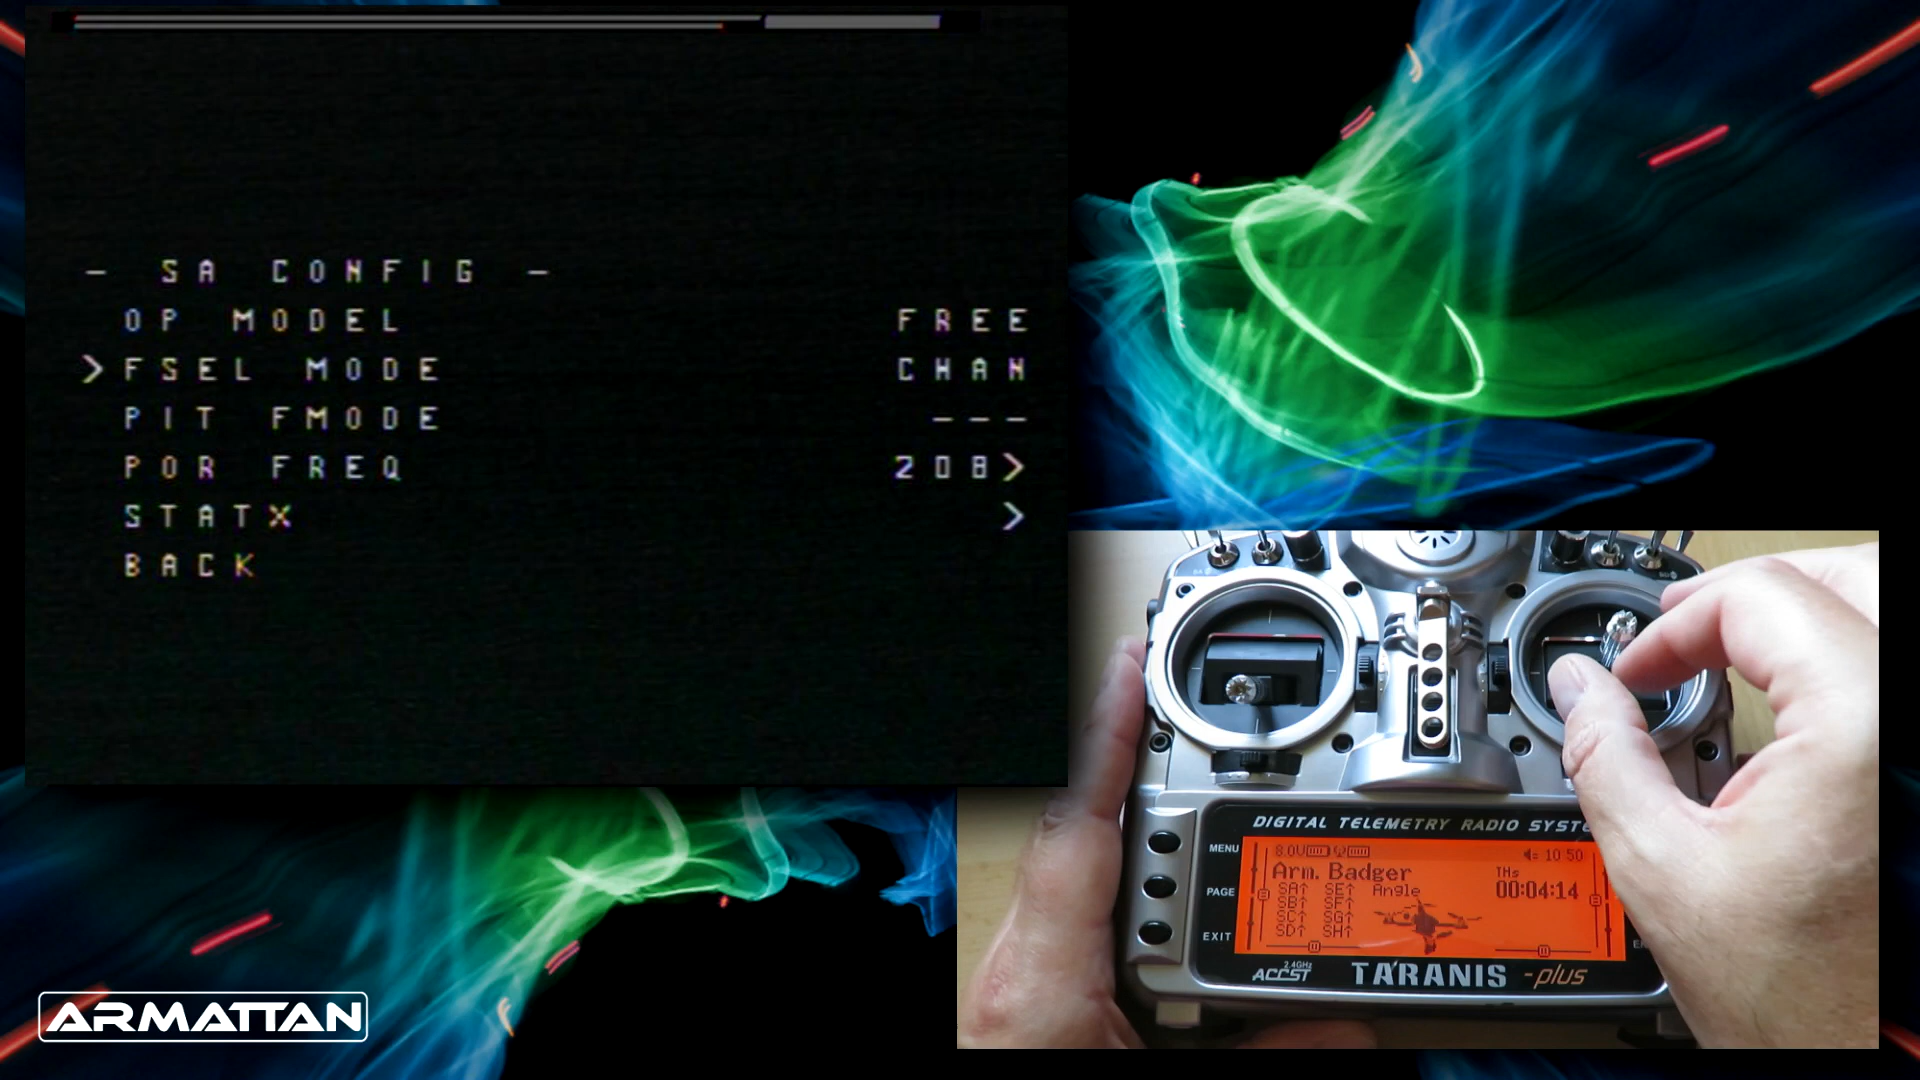 - SA CONFIG -
OP MODEL FREE
> FSEL MODE CHAN
PIT FMODE ---
POR FREQ 208>
STATX >
BACK
DIGITAL TELEMETRY RADIO SYSTE
MENU
PAGE
EXIT
8.0V 10:50
Arm. Badger THs
SA↑ SE↑ Angle 00:04:14
SB↑ SF↑
SC↑ SG↑
SD↑ SH↑
2.4GHz
ACCST TARANIS -plus
ARMATTAN